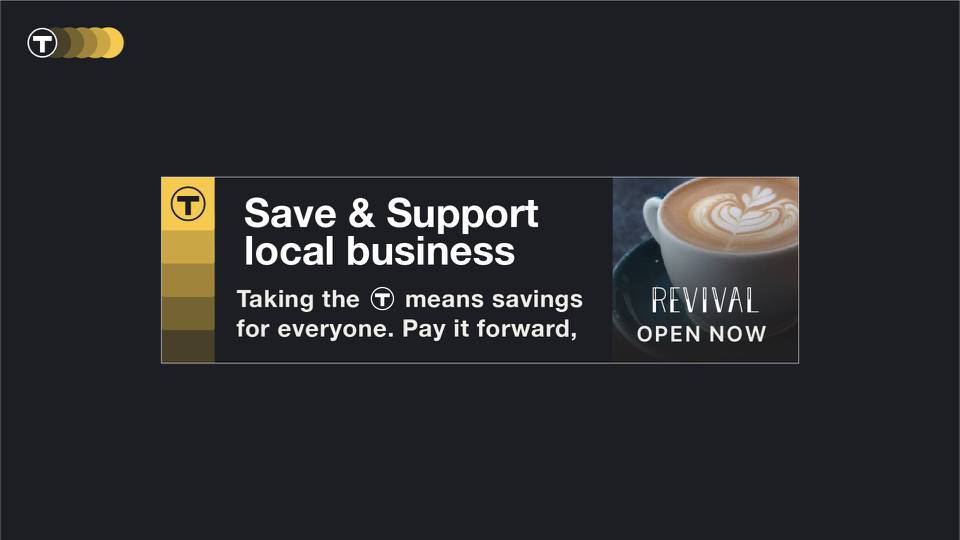 T
T
Save & Support
local business
Taking the T means savings
for everyone. Pay it forward,
REVIVAL
OPEN NOW